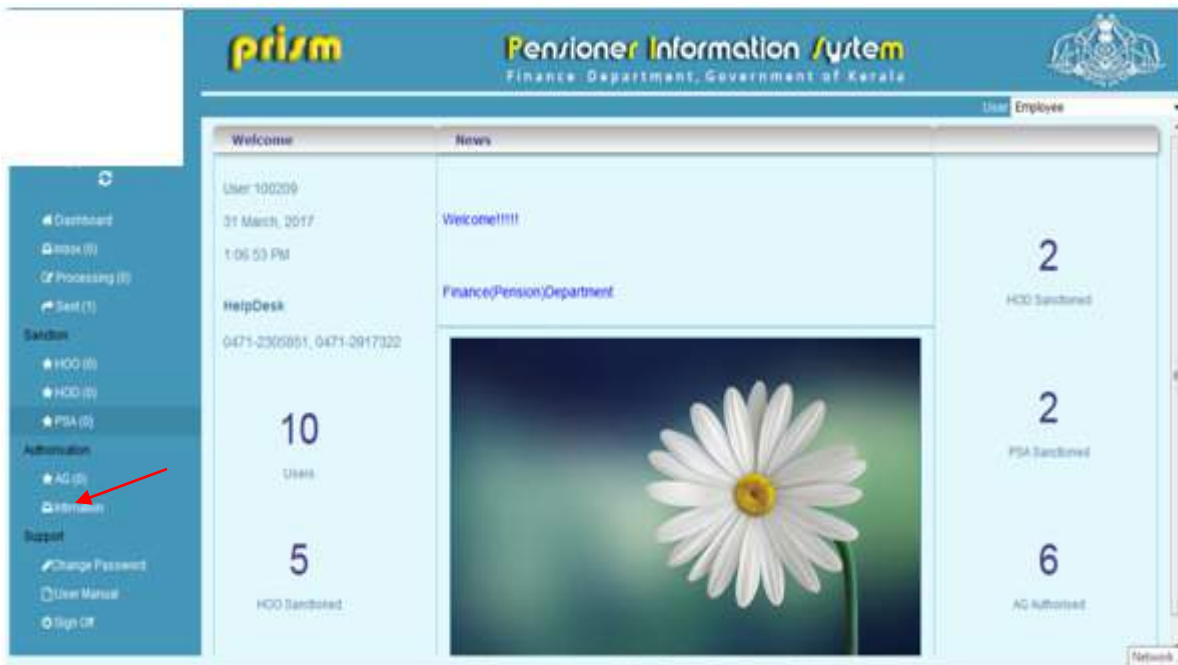 prism
Pensioner Information System
Finance Department, Government of Kerala
User Employee
Welcome
News
User 100209
31 March, 2017
1:06:53 PM
HelpDesk
0471-2305851, 0471-2917322
10
Users
5
HOO Sanctioned
Welcome!!!!!
Finance(Pension)Department
2
HOD Sanctioned
2
PSA Sanctioned
6
AG Authorised
Dashboard
Inbox (0)
Processing (0)
Sent (1)
Sanction
HOO (0)
HOD (0)
PSA (0)
Authorisation
AG (0)
Intimation
Support
Change Password
User Manual
Sign Off
Network